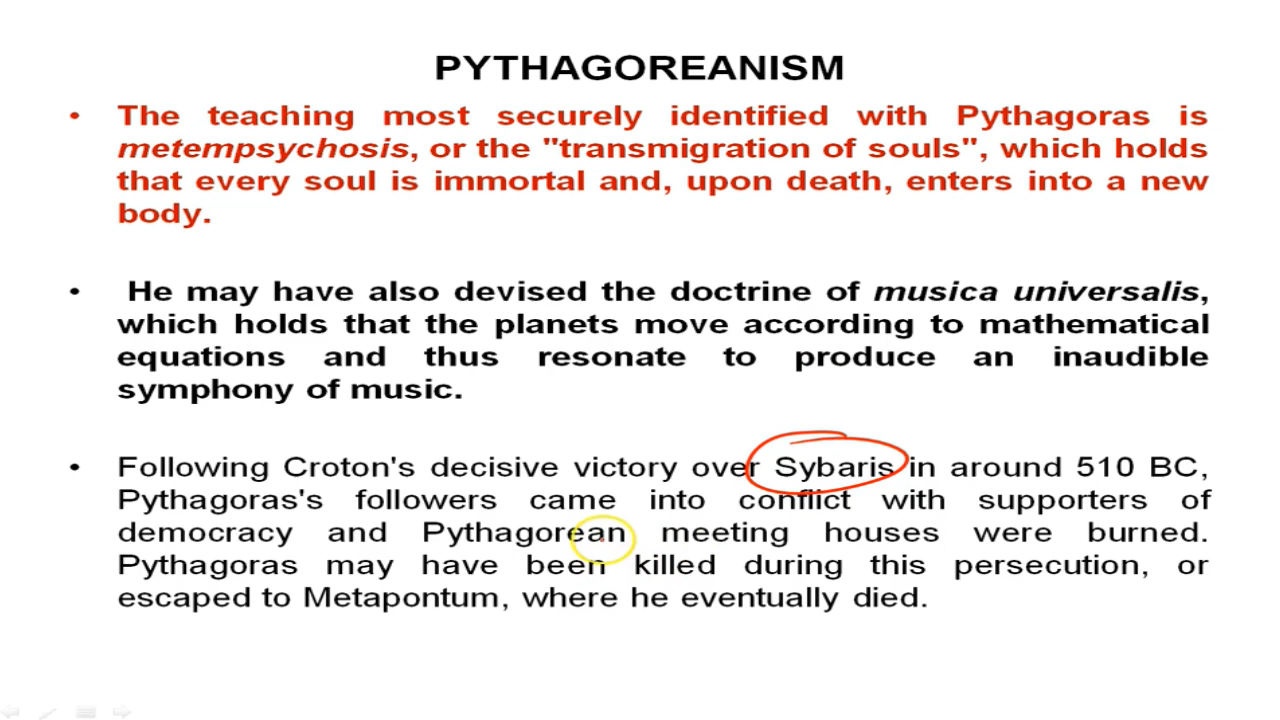 PYTHAGOREANISM
• The teaching most securely identified with Pythagoras is
metempsychosis, or the "transmigration of souls", which holds
that every soul is immortal and, upon death, enters into a new
body.
• He may have also devised the doctrine of musica universalis,
which holds that the planets move according to mathematical
equations and thus resonate to produce an inaudible
symphony of music.
• Following Croton's decisive victory over Sybaris in around 510 BC,
Pythagoras's followers came into conflict with supporters of
democracy and Pythagorean meeting houses were burned.
Pythagoras may have been killed during this persecution, or
escaped to Metapontum, where he eventually died.